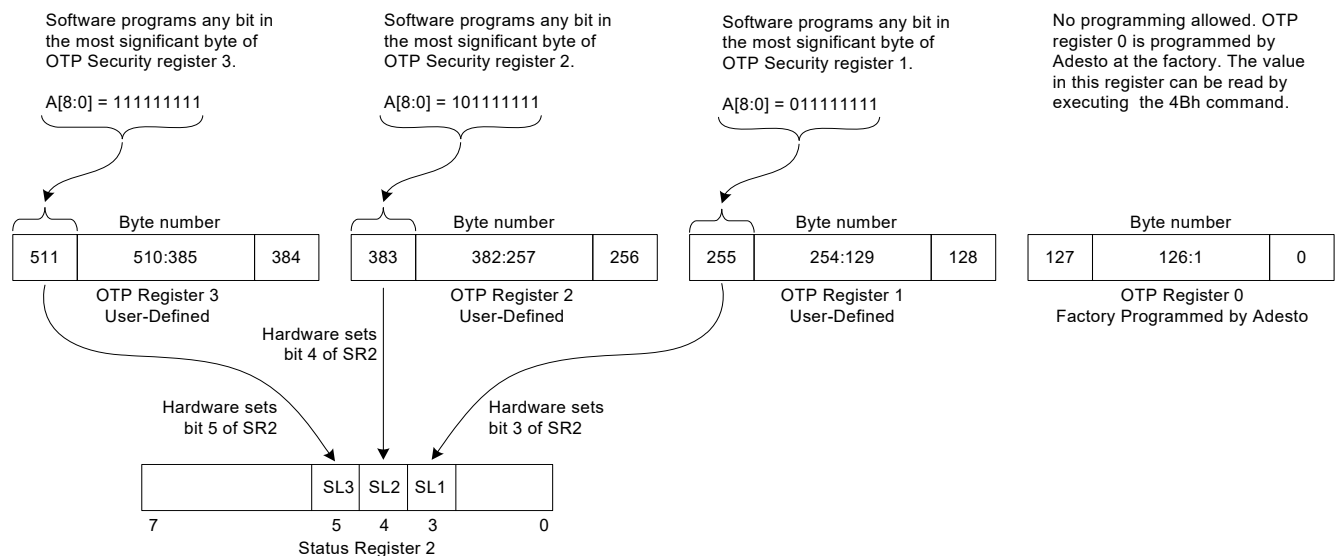 Software programs any bit in
the most significant byte of
OTP Security register 3.
A[8:0] = 111111111
Software programs any bit in
the most significant byte of
OTP Security register 2.
A[8:0] = 101111111
Software programs any bit in
the most significant byte of
OTP Security register 1.
A[8:0] = 011111111
No programming allowed. OTP
register 0 is programmed by
Adesto at the factory. The value
in this register can be read by
executing the 4Bh command.
Byte number
511 510:385 384
OTP Register 3
User-Defined
Byte number
383 382:257 256
OTP Register 2
User-Defined
Byte number
255 254:129 128
OTP Register 1
User-Defined
Byte number
127 126:1 0
OTP Register 0
Factory Programmed by Adesto
Hardware sets
bit 4 of SR2
Hardware sets
bit 5 of SR2
Hardware sets
bit 3 of SR2
SL3 SL2 SL1
7 5 4 3 0
Status Register 2